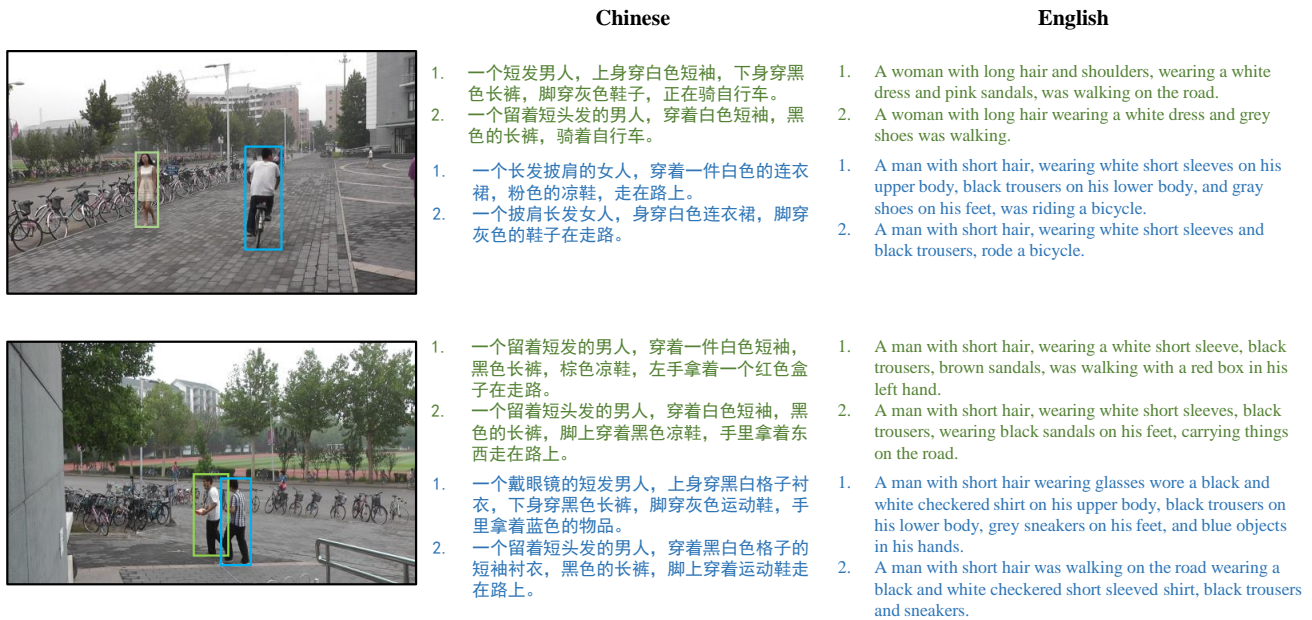 Chinese
English
1. 一个短发男人，上身穿白色短袖，下身穿黑
色长裤，脚穿灰色鞋子，正在骑自行车。
2. 一个留着短头发的男人，穿着白色短袖，黑
色的长裤，骑着自行车。
1. 一个长发披肩的女人，穿着一件白色的连衣
裙，粉色的凉鞋，走在路上。
2. 一个披肩长发女人，身穿白色连衣裙，脚穿
灰色的鞋子在走路。
1. A woman with long hair and shoulders, wearing a white
dress and pink sandals, was walking on the road.
2. A woman with long hair wearing a white dress and grey
shoes was walking.
1. A man with short hair, wearing white short sleeves on his
upper body, black trousers on his lower body, and gray
shoes on his feet, was riding a bicycle.
2. A man with short hair, wearing white short sleeves and
black trousers, rode a bicycle.
1. 一个留着短发的男人，穿着一件白色短袖，
黑色长裤，棕色凉鞋，左手拿着一个红色盒
子在走路。
2. 一个留着短头发的男人，穿着白色短袖，黑
色的长裤，脚上穿着黑色凉鞋，手里拿着东
西走在路上。
1. 一个戴眼镜的短发男人，上身穿黑白格子衬
衣，下身穿黑色长裤，脚穿灰色运动鞋，手
里拿着蓝色的物品。
2. 一个留着短头发的男人，穿着黑白色格子的
短袖衬衣，黑色的长裤，脚上穿着运动鞋走
在路上。
1. A man with short hair, wearing a white short sleeve, black
trousers, brown sandals, was walking with a red box in his
left hand.
2. A man with short hair, wearing white short sleeves, black
trousers, wearing black sandals on his feet, carrying things
on the road.
1. A man with short hair wearing glasses wore a black and
white checkered shirt on his upper body, black trousers on
his lower body, grey sneakers on his feet, and blue objects
in his hands.
2. A man with short hair was walking on the road wearing a
black and white checkered short sleeved shirt, black trousers
and sneakers.